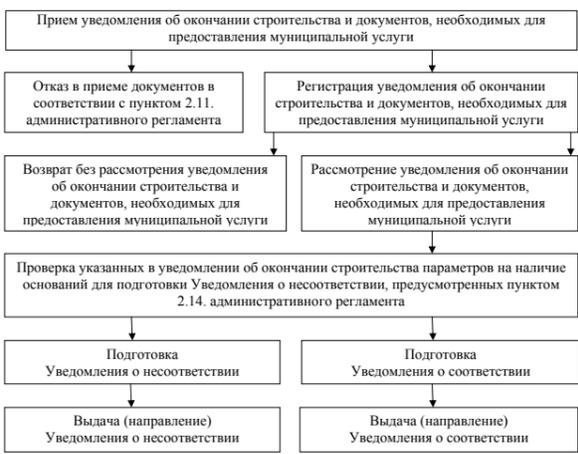 Прием уведомления об окончании строительства и документов, необходимых для
предоставления муниципальной услуги
Отказ в приеме документов в
соответствии с пунктом 2.11.
административного регламента
Регистрация уведомления об окончании
строительства и документов, необходимых для
предоставления муниципальной услуги
Возврат без рассмотрения уведомления
об окончании строительства и
документов, необходимых для
предоставления муниципальной услуги
Рассмотрение уведомления об окончании
строительства и документов,
необходимых для предоставления
муниципальной услуги
Проверка указанных в уведомлении об окончании строительства параметров на наличие
оснований для подготовки Уведомления о несоответствии, предусмотренных пунктом
2.14. административного регламента
Подготовка
Уведомления о несоответствии
Подготовка
Уведомления о соответствии
Выдача (направление)
Уведомления о несоответствии
Выдача (направление)
Уведомления о соответствии